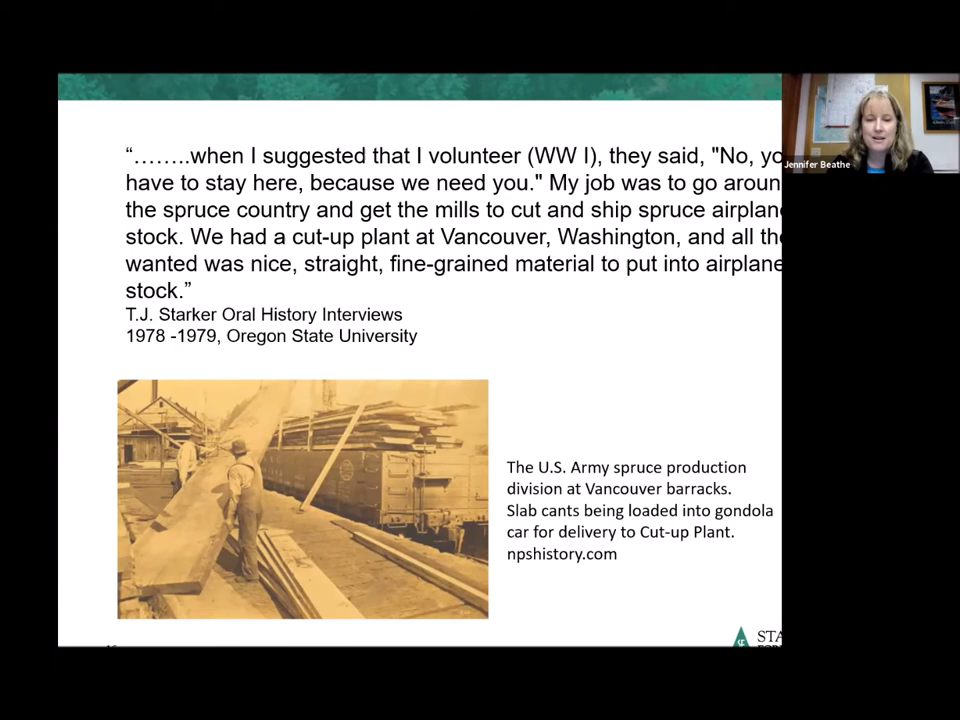 “……..when I suggested that I volunteer (WW I), they said, "No, yo
have to stay here, because we need you." My job was to go aroun
the spruce country and get the mills to cut and ship spruce airplane
stock. We had a cut-up plant at Vancouver, Washington, and all the
wanted was nice, straight, fine-grained material to put into airplane
stock.”
T.J. Starker Oral History Interviews
1978 -1979, Oregon State University
The U.S. Army spruce production
division at Vancouver barracks.
Slab cants being loaded into gondola
car for delivery to Cut-up Plant.
npshistory.com
STA
Jennifer Beathe